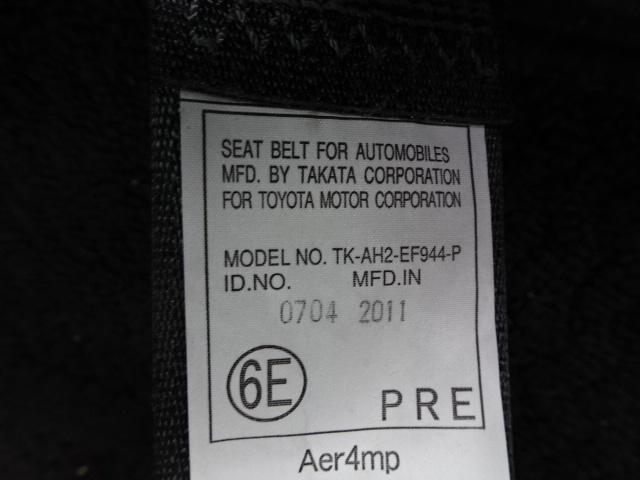 SEAT BELT FOR AUTOMOBILES
MFD. BY TAKATA CORPORATION
FOR TOYOTA MOTOR CORPORATION
MODEL NO. TK-AH2-EF944-P
ID.NO. MFD.IN
0704 2011
6E
PRE
Aer4mp